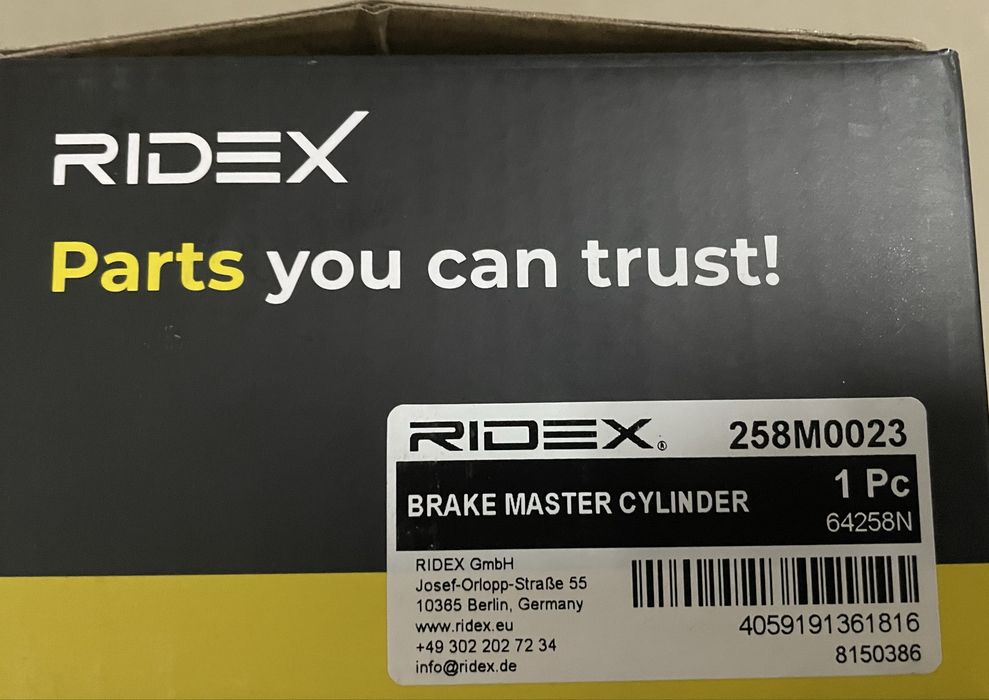 RIDEX
Parts you can trust!
RIDEX® 258M0023
BRAKE MASTER CYLINDER 1 Pc
64258N
RIDEX GmbH
Josef-Orlopp-Straße 55
10365 Berlin, Germany
www.ridex.eu
+49 302 202 72 34
info@ridex.de
4059191361816
8150386